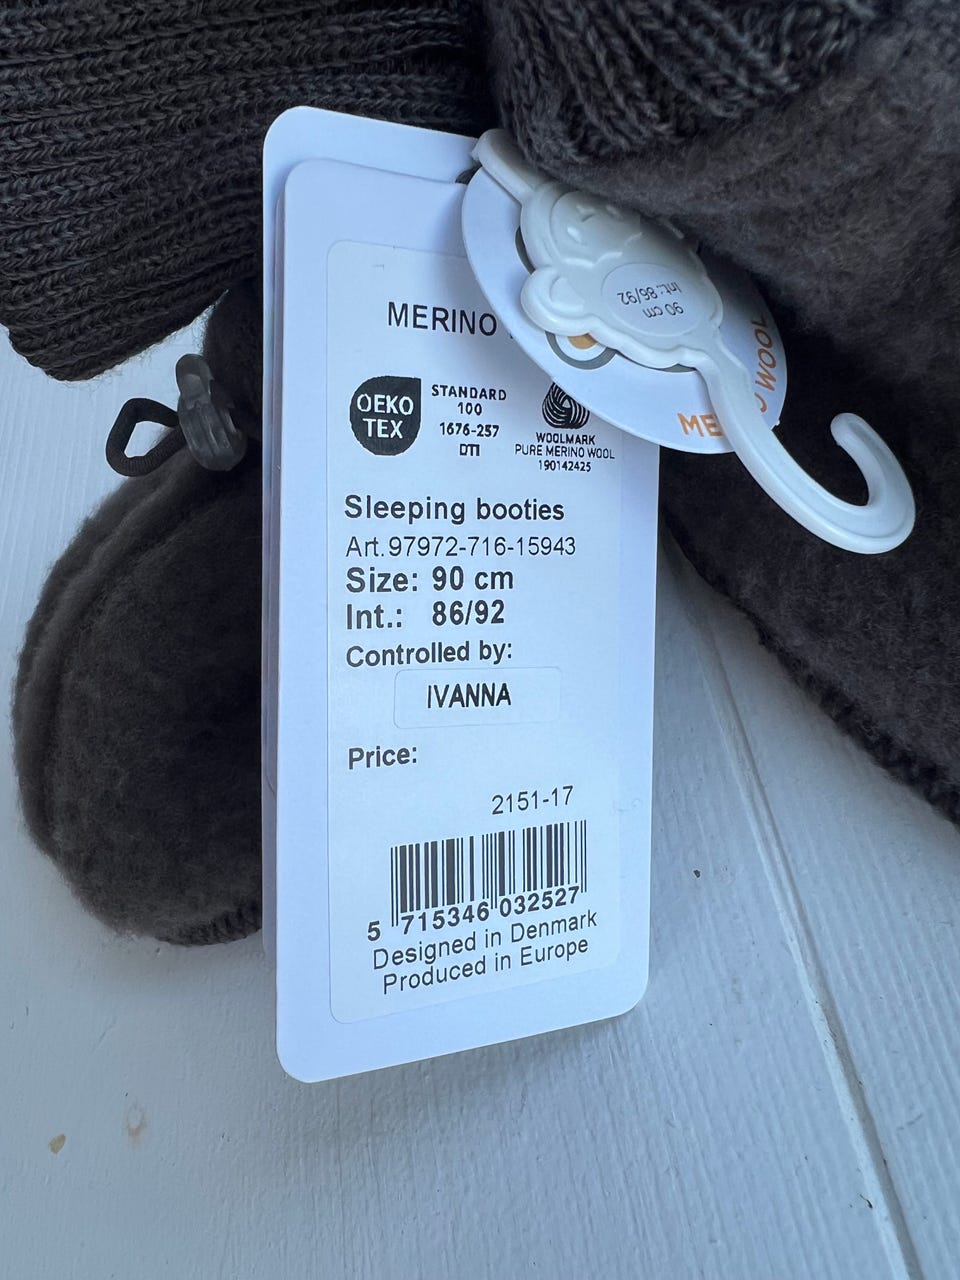 MERINO
OEKO
TEX
STANDARD
100
1676-257
DTI
WOOLMARK
PURE MERINO WOOL
190142425
Sleeping booties
Art.97972-716-15943
Size: 90 cm
Int.: 86/92
Controlled by:
IVANNA
Price:
2151-17
5 715346 032527
Designed in Denmark
Produced in Europe
90 cm
Int.: 86/92
WOOL